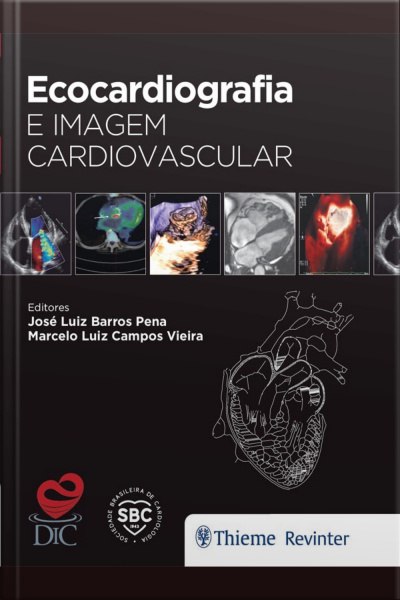 Ecocardiografia
E IMAGEM
CARDIOVASCULAR
Editores
José Luiz Barros Pena
Marcelo Luiz Campos Vieira
DIC
SOCIEDADE BRASILEIRA DE CARDIOLOGIA
SBC
1943
Thieme Revinter